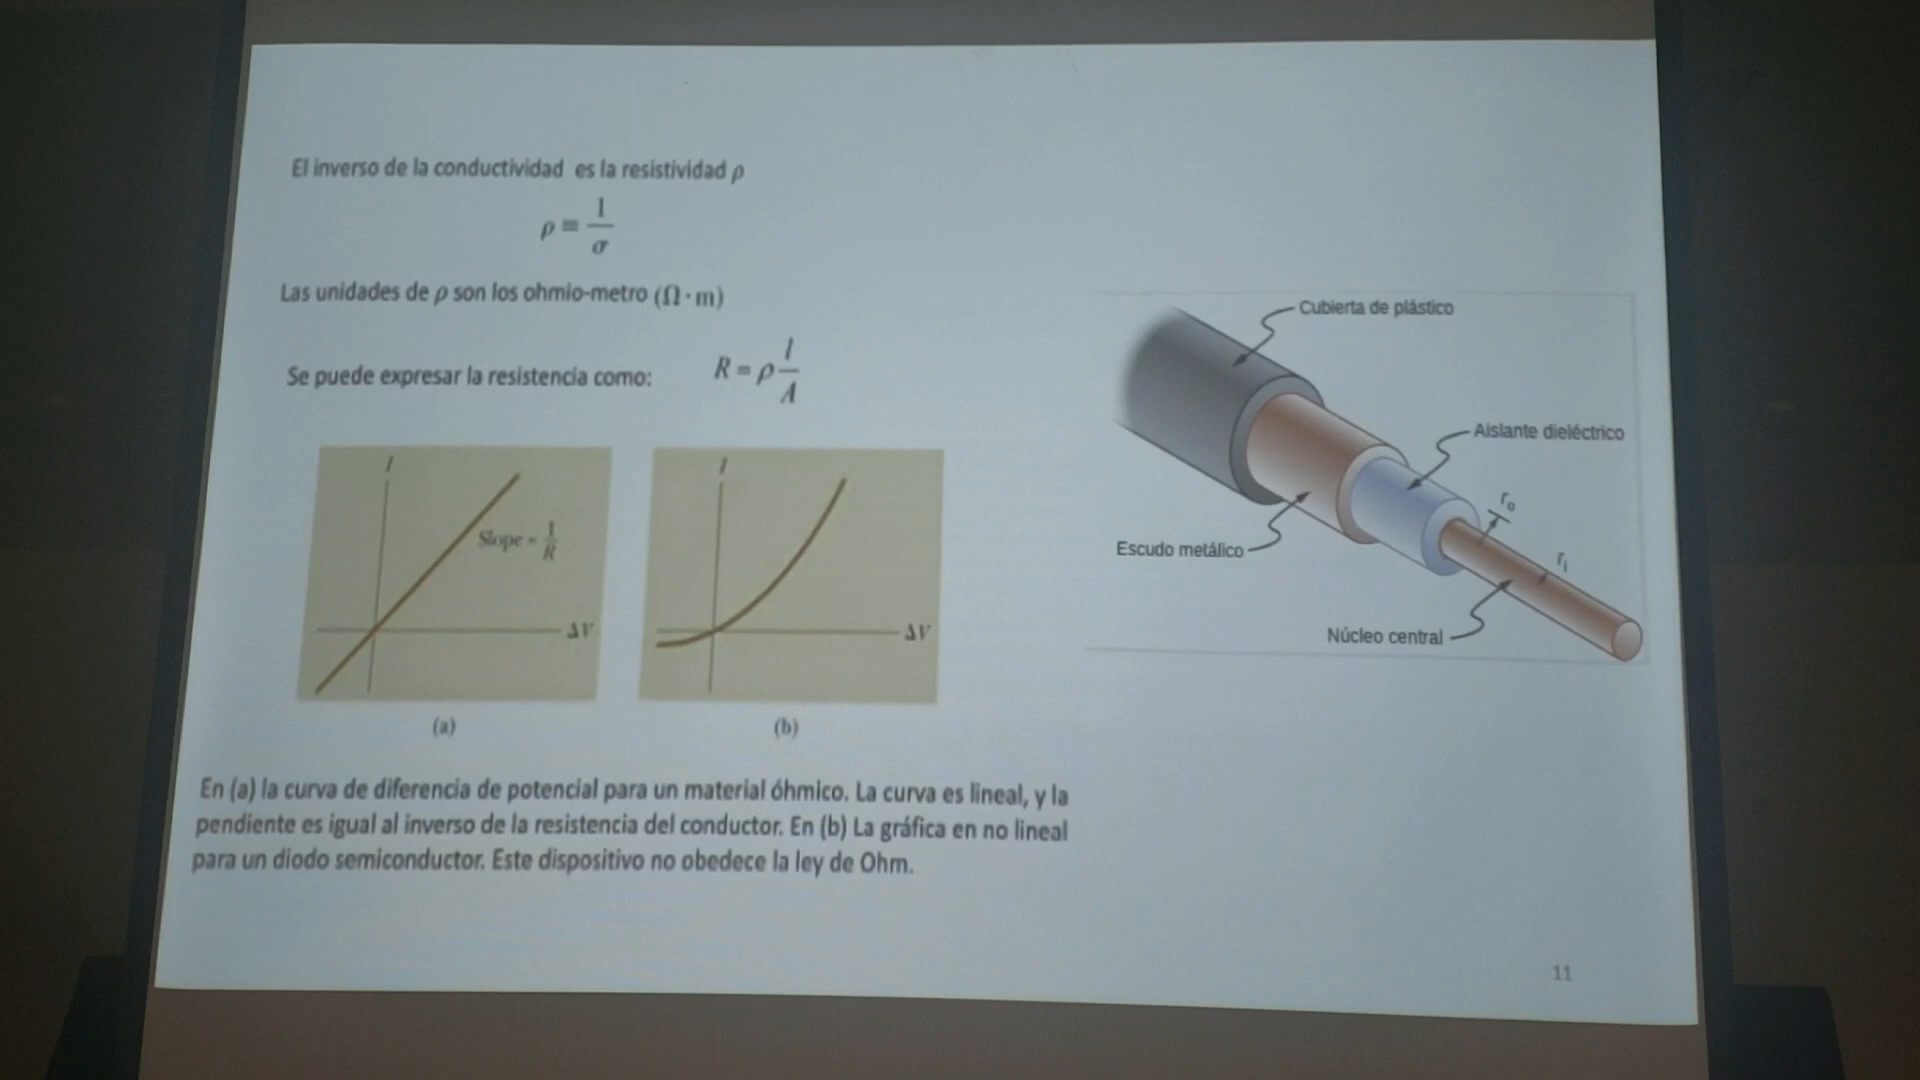 El inverso de la conductividad es la resistividad ρ
ρ = 1/σ
Las unidades de ρ son los ohmio-metro (Ω · m)
Se puede expresar la resistencia como: R = ρ l/A
I
Slope = 1/R
ΔV
(a)
I
ΔV
(b)
En (a) la curva de diferencia de potencial para un material óhmico. La curva es lineal, y la
pendiente es igual al inverso de la resistencia del conductor. En (b) La gráfica en no lineal
para un diodo semiconductor. Este dispositivo no obedece la ley de Ohm.
Cubierta de plástico
Aislante dieléctrico
r₀
rᵢ
Escudo metálico
Núcleo central
11